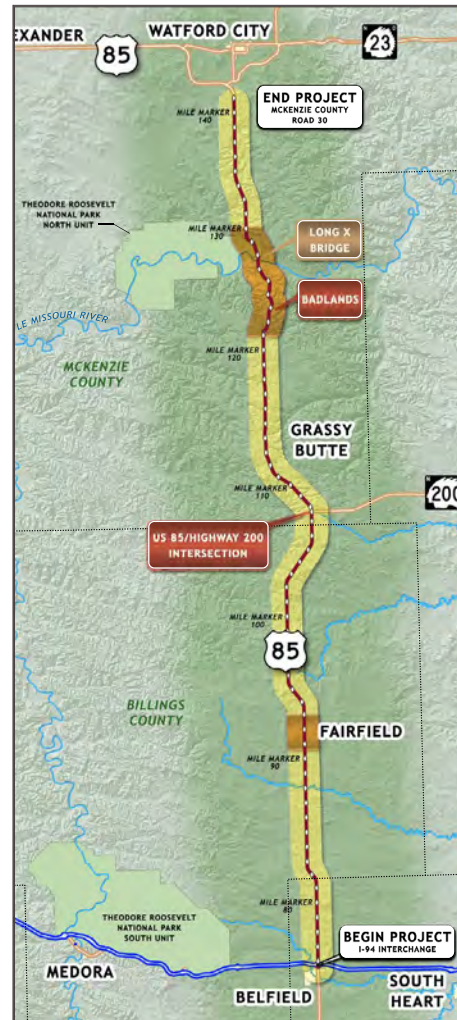 WATFORD CITY
EXANDER
85
23
END PROJECT
MCKENZIE COUNTY
ROAD 30
MILE MARKER
140
THEODORE ROOSEVELT
NATIONAL PARK
NORTH UNIT
MILE MARKER
130
LONG X
BRIDGE
BADLANDS
LE MISSOURI RIVER
MILE MARKER
120
MCKENZIE
COUNTY
GRASSY
BUTTE
MILE MARKER
110
200
US 85/HIGHWAY 200
INTERSECTION
MILE MARKER
100
85
BILLINGS
COUNTY
FAIRFIELD
MILE MARKER
90
MILE MARKER
80
THEODORE ROOSEVELT
NATIONAL PARK
SOUTH UNIT
BEGIN PROJECT
I-94 INTERCHANGE
MEDORA
BELFIELD
SOUTH
HEART